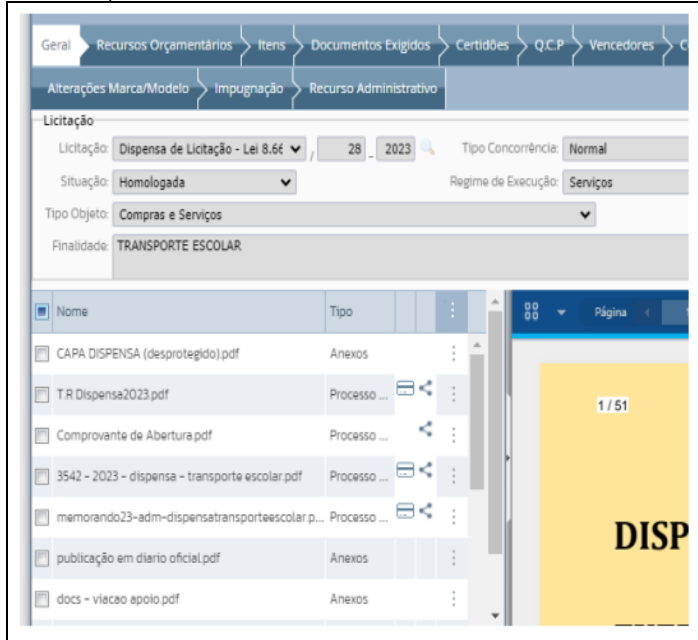 Geral Recursos Orçamentários Itens Documentos Exigidos Certidões Q.C.P Vencedores C
Alterações Marca/Modelo Impugnação Recurso Administrativo
Licitação
Licitação: Dispensa de Licitação - Lei 8.66 / 28 _ 2023 Tipo Concorrência: Normal
Situação: Homologada Regime de Execução: Serviços
Tipo Objeto: Compras e Serviços
Finalidade: TRANSPORTE ESCOLAR
Nome Tipo Página 1
CAPA DISPENSA (desprotegido).pdf Anexos
T.R Dispensa2023.pdf Processo ...
1 / 51
Comprovante de Abertura.pdf Processo ...
3542 - 2023 - dispensa - transporte escolar.pdf Processo ...
memorando23-adm-dispensatransporteescolar.p... Processo ...
DISP
publicação em diario oficial.pdf Anexos
docs - viacao apoio.pdf Anexos